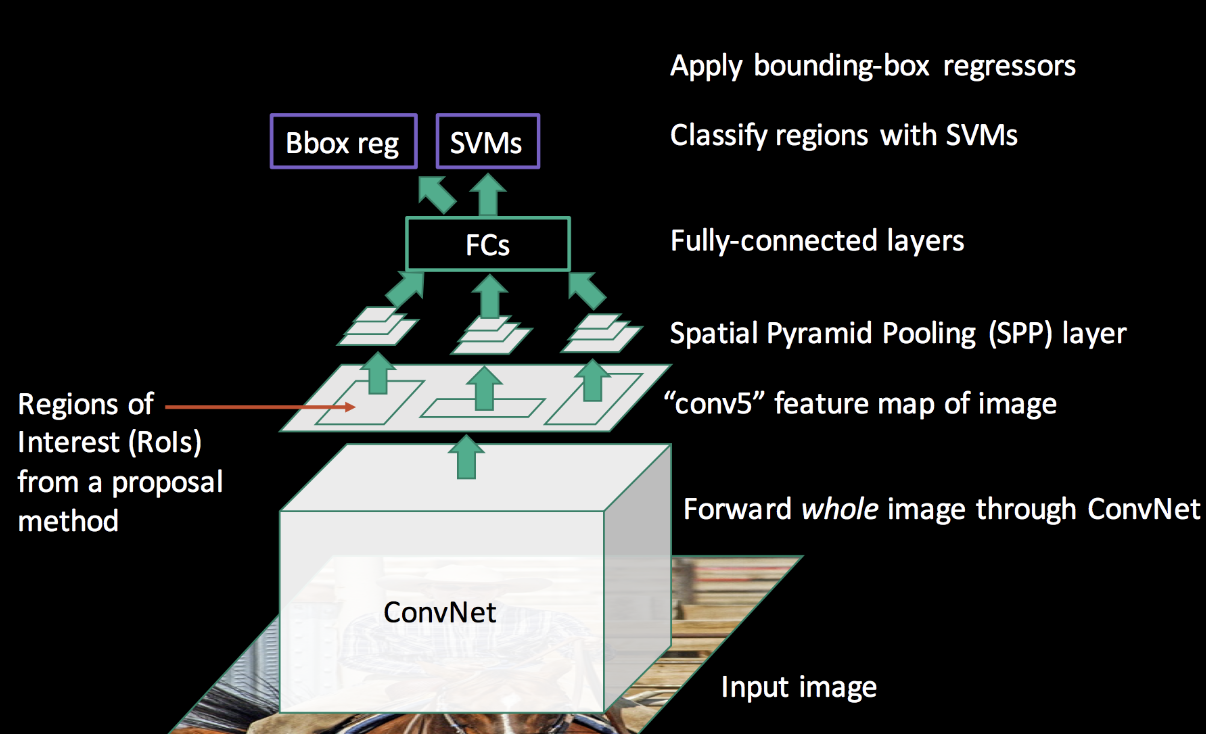 Apply bounding-box regressors
Bbox reg
SVMs
Classify regions with SVMs
FCs
Fully-connected layers
Spatial Pyramid Pooling (SPP) layer
Regions of
Interest (RoIs)
from a proposal
method
“conv5” feature map of image
Forward whole image through ConvNet
ConvNet
Input image